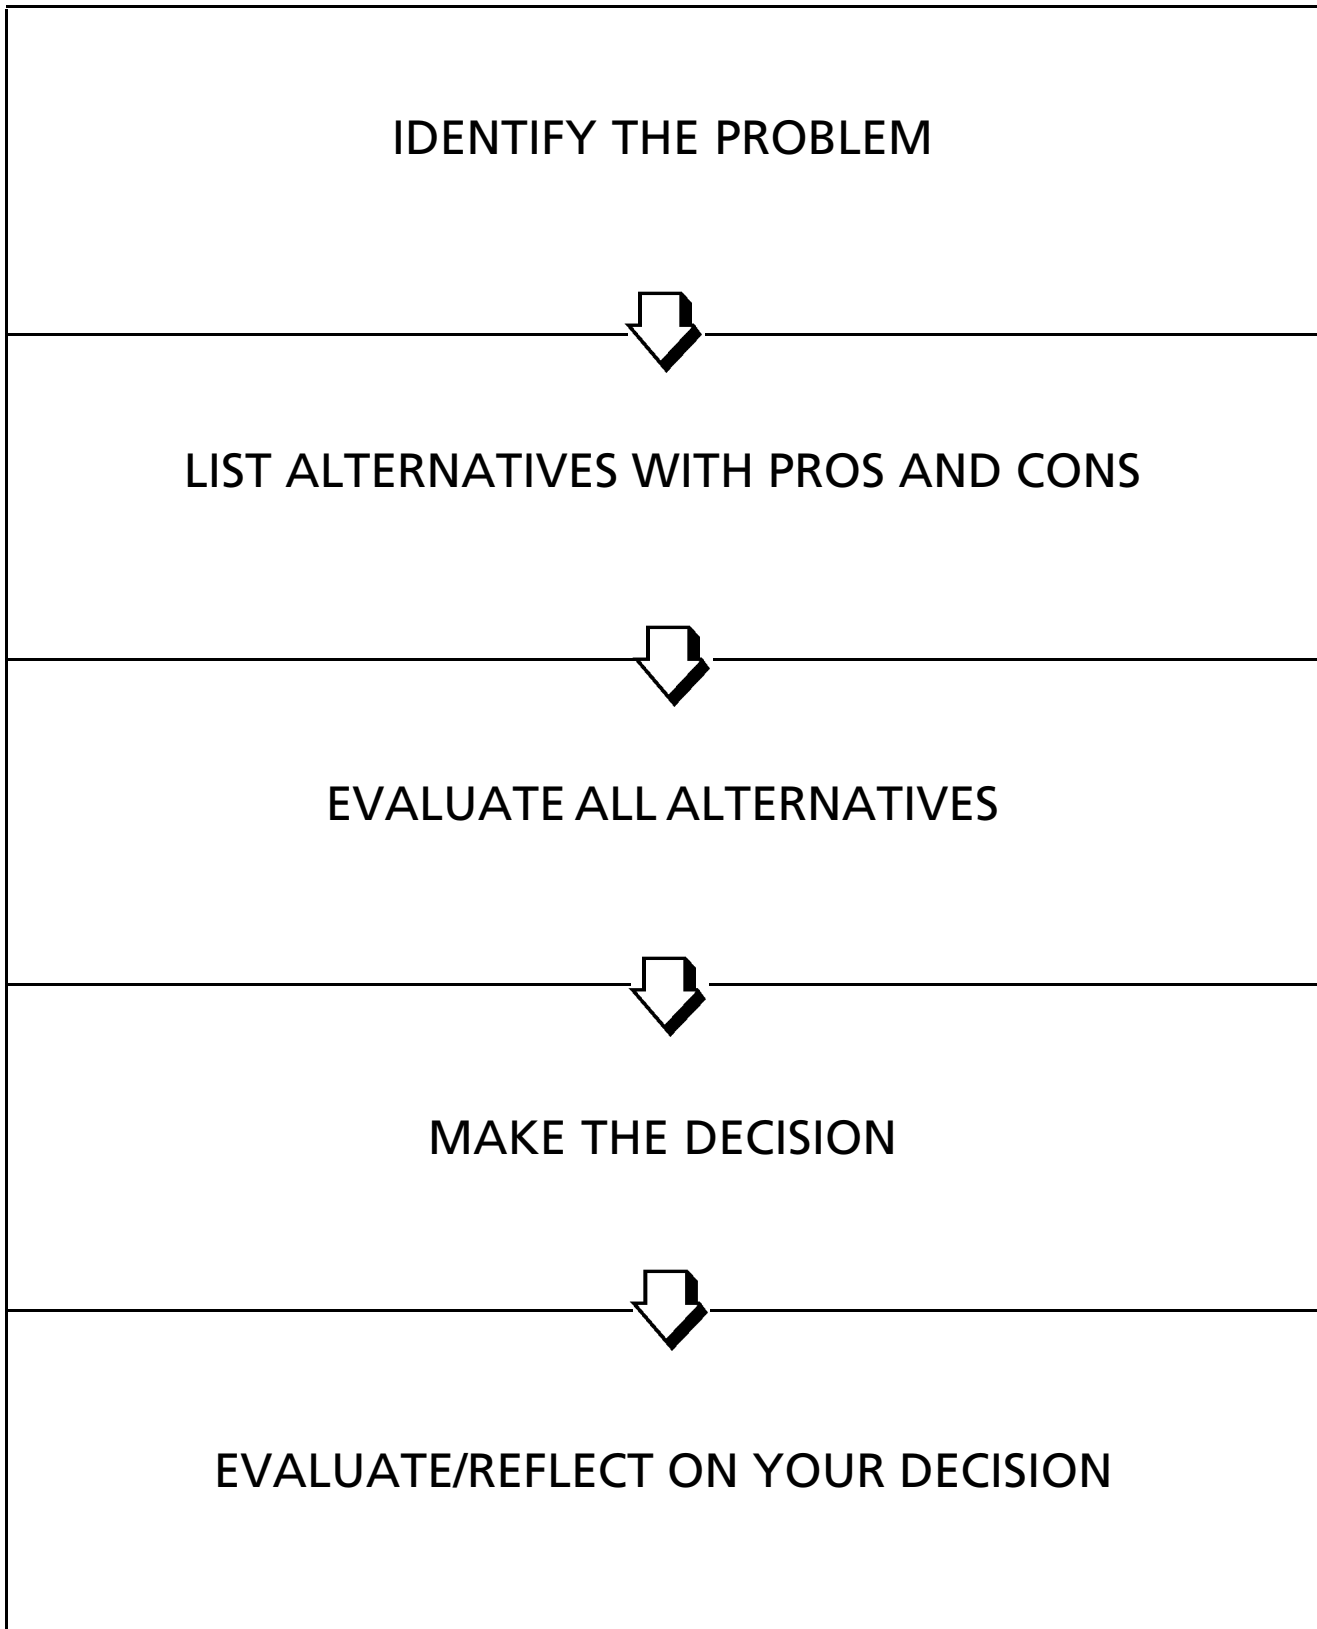 IDENTIFY THE PROBLEM
LIST ALTERNATIVES WITH PROS AND CONS
EVALUATE ALL ALTERNATIVES
MAKE THE DECISION
EVALUATE/REFLECT ON YOUR DECISION